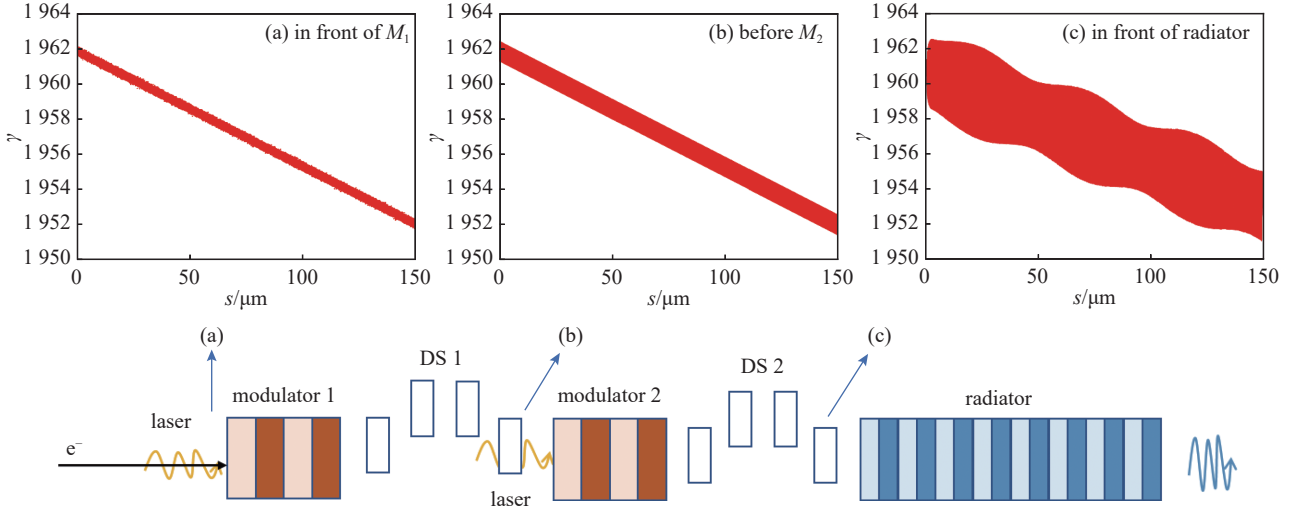 1 964
1 962
1 960
1 958
1 956
1 954
1 952
1 950
γ
(a) in front of M1
0
50
100
150
s/μm
1 964
1 962
1 960
1 958
1 956
1 954
1 952
1 950
γ
(b) before M2
0
50
100
150
s/μm
1 964
1 962
1 960
1 958
1 956
1 954
1 952
1 950
γ
(c) in front of radiator
0
50
100
150
s/μm
(a)
(b)
(c)
DS 1
DS 2
modulator 1
modulator 2
radiator
laser
e−
laser